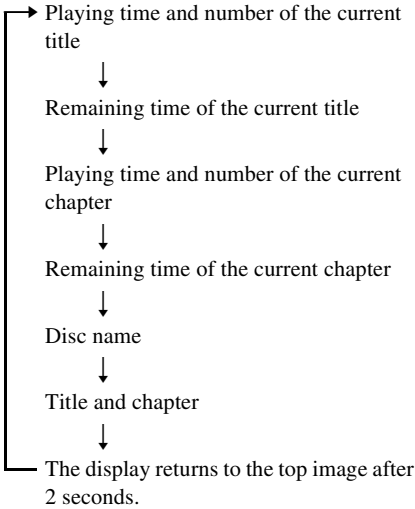 Playing time and number of the current
title
Remaining time of the current title
Playing time and number of the current
chapter
Remaining time of the current chapter
Disc name
Title and chapter
The display returns to the top image after
2 seconds.